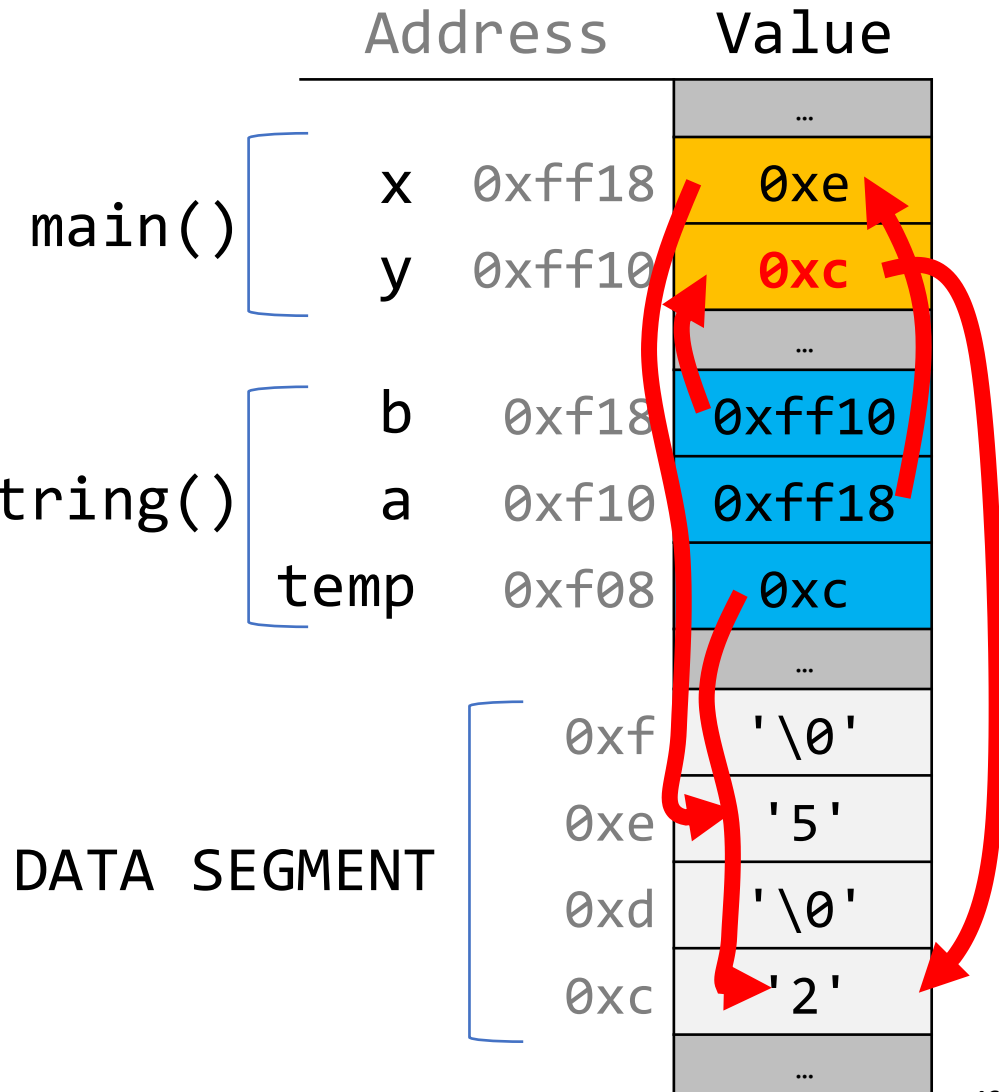 Address Value
…
x 0xff18 0xe
main()
y 0xff10 0xc
…
b 0xf18 0xff10
tring() a 0xf10 0xff18
temp 0xf08 0xc
…
0xf '\0'
0xe '5'
DATA SEGMENT
0xd '\0'
0xc '2'
…